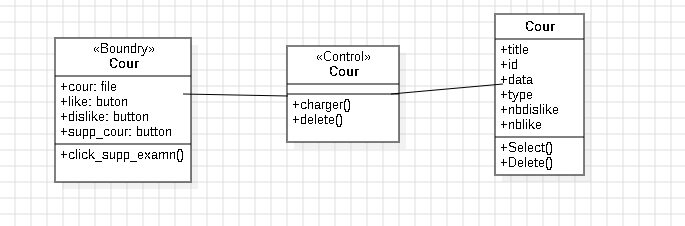 «Boundry»
Cour
+cour: file
+like: buton
+dislike: button
+supp_cour: button
+click_supp_examn()
«Control»
Cour
+charger()
+delete()
Cour
+title
+id
+data
+type
+nbdislike
+nblike
+Select()
+Delete()